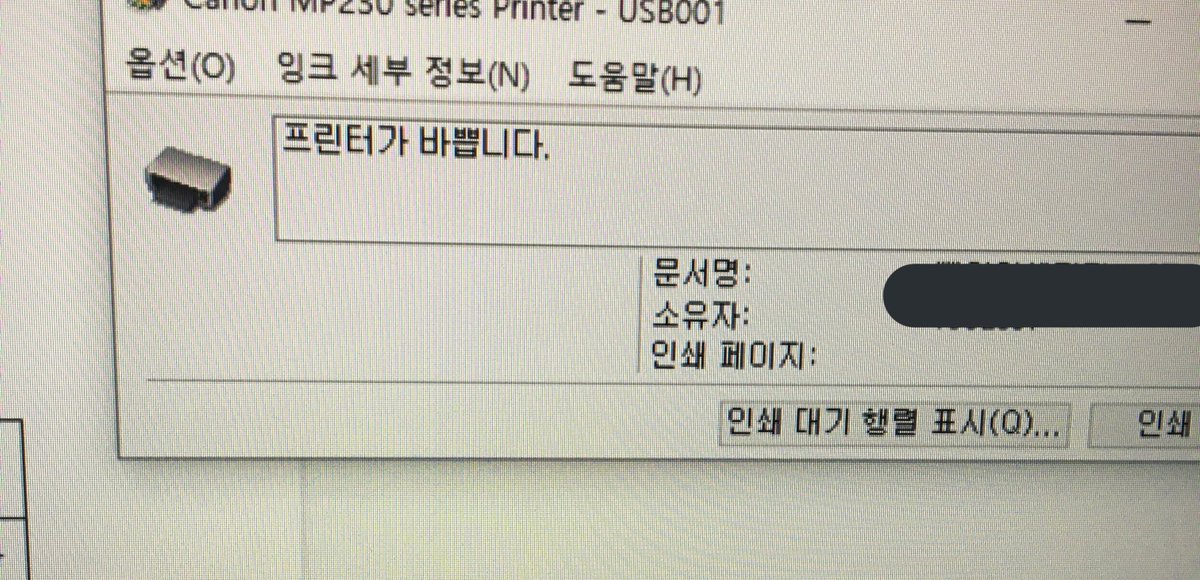 Canon MP230 series Printer - USB001
옵션(O) 잉크 세부 정보(N) 도움말(H)
프린터가 바쁩니다.
문서명:
소유자:
인쇄 페이지:
인쇄 대기 행렬 표시(Q)... 인쇄